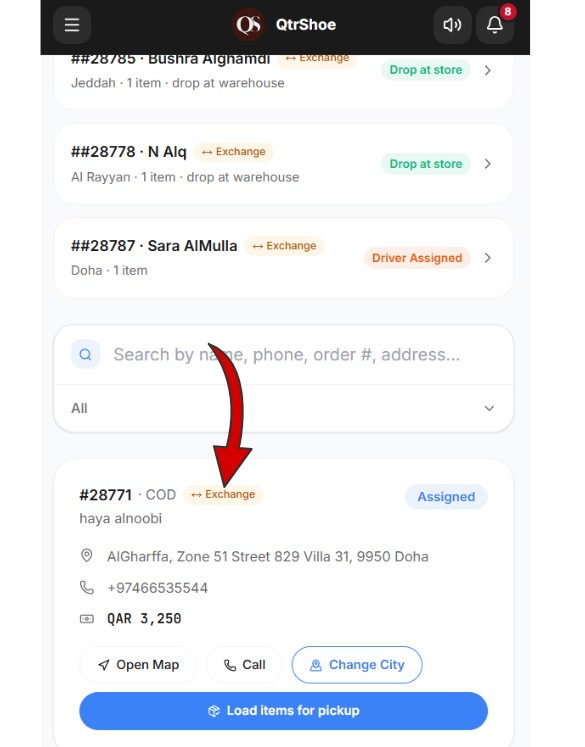 QS QtrShoe 8
##28785 · Bushra Alghamdi ↔ Exchange
Drop at store
Jeddah · 1 item · drop at warehouse
##28778 · N Alq ↔ Exchange
Drop at store
Al Rayyan · 1 item · drop at warehouse
##28787 · Sara AlMulla ↔ Exchange
Driver Assigned
Doha · 1 item
Search by name, phone, order #, address...
All
#28771 · COD ↔ Exchange
Assigned
haya alnoobi
AlGharffa, Zone 51 Street 829 Villa 31, 9950 Doha
+97466535544
QAR 3,250
Open Map Call Change City
Load items for pickup